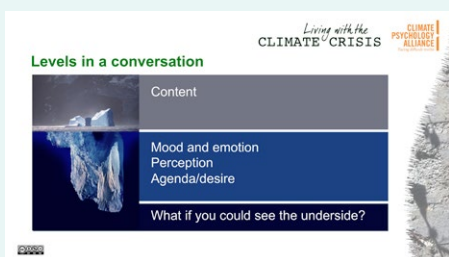 Living with the
CLIMATE CRISIS
CLIMATE
PSYCHOLOGY
ALLIANCE
Levels in a conversation
Content
Mood and emotion
Perception
Agenda/desire
What if you could see the underside?